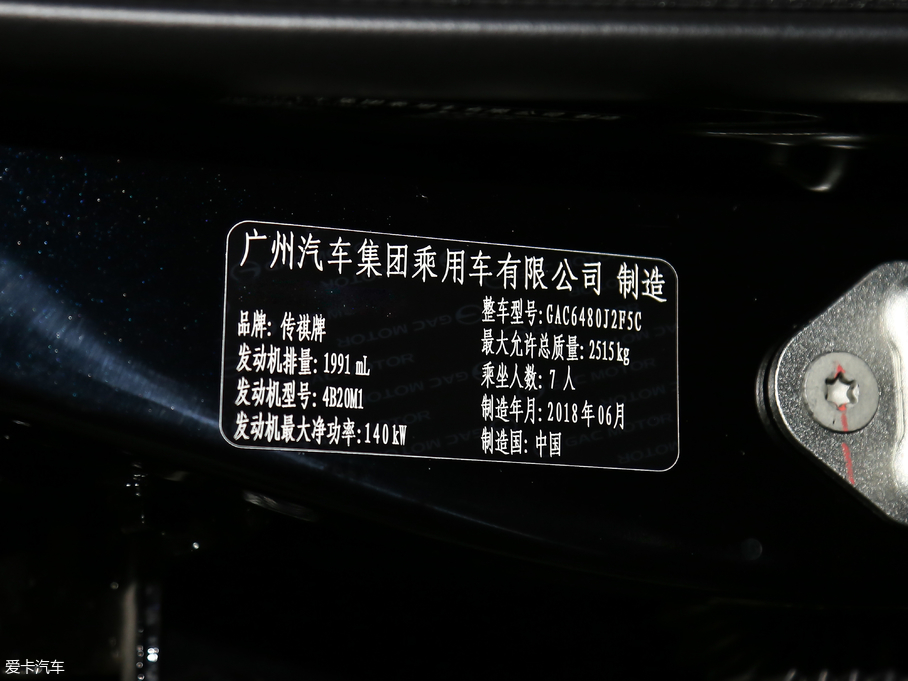 广州汽车集团乘用车有限公司 制造
品牌: 传祺牌
发动机排量: 1991 mL
发动机型号: 4B20M1
发动机最大净功率: 140 kW
整车型号: GAC6480J2F5C
最大允许总质量: 2515 kg
乘坐人数: 7 人
制造年月: 2018 年 06 月
制造国: 中国
GAC MOTOR
爱卡汽车